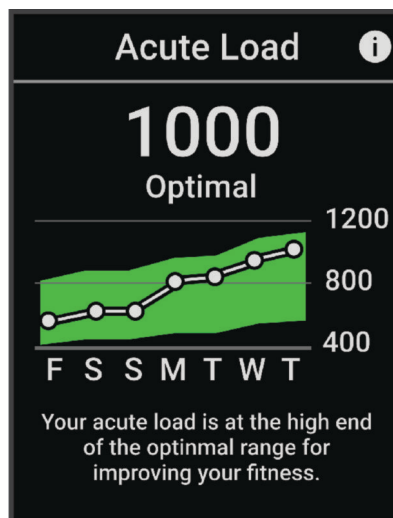 Acute Load i
1000
Optimal
1200
800
400
F S S M T W T
Your acute load is at the high end
of the optinmal range for
improving your fitness.